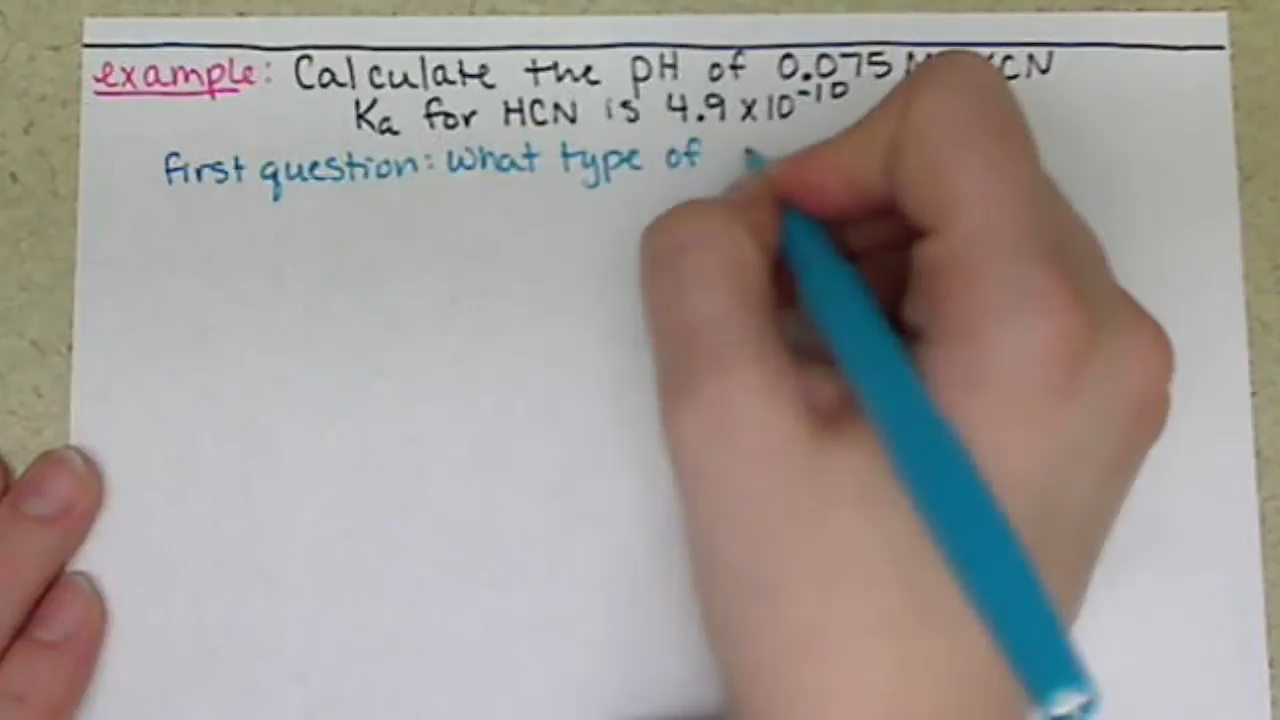 example: Calculate the pH of 0.075 M
Ka for HCN is 4.9 x 10⁻¹⁰
first question: what type of